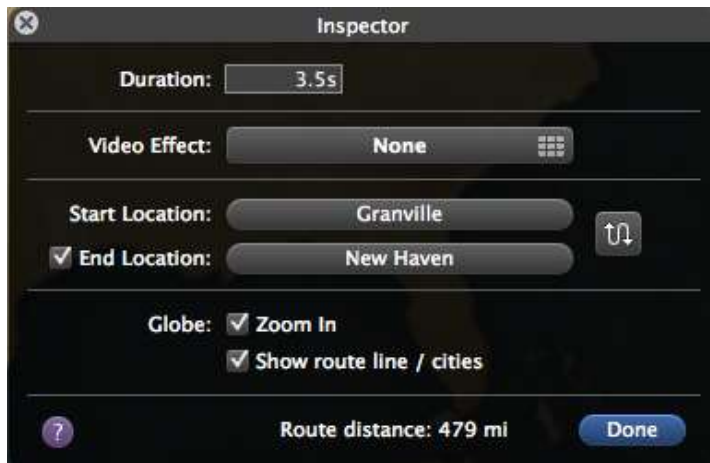 Inspector
Duration: 3.5s
Video Effect: None
Start Location: Granville
End Location: New Haven
Globe: Zoom In
Show route line / cities
? Route distance: 479 mi Done